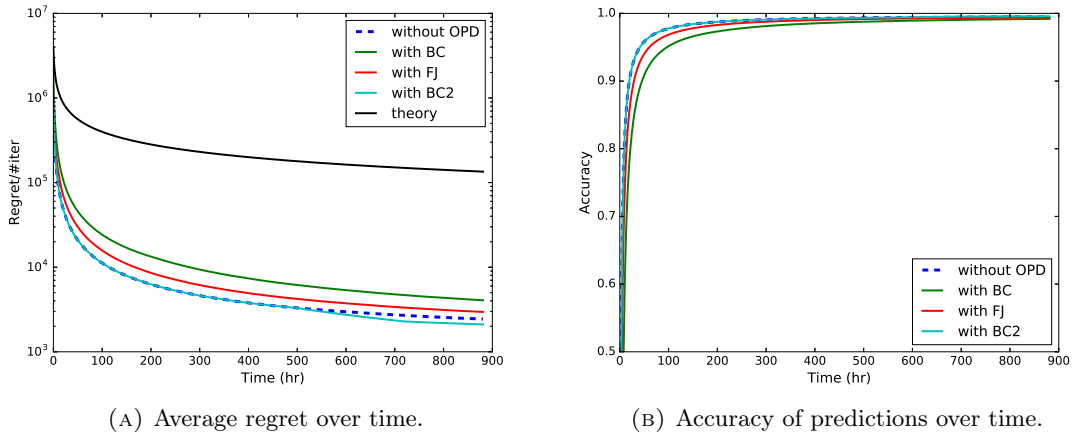 10^7
10^6
10^5
10^4
10^3
Regret/#iter
without OPD
with BC
with FJ
with BC2
theory
0 100 200 300 400 500 600 700 800 900
Time (hr)
(A) Average regret over time.
1.0
0.9
0.8
0.7
0.6
0.5
Accuracy
without OPD
with BC
with FJ
with BC2
0 100 200 300 400 500 600 700 800 900
Time (hr)
(B) Accuracy of predictions over time.